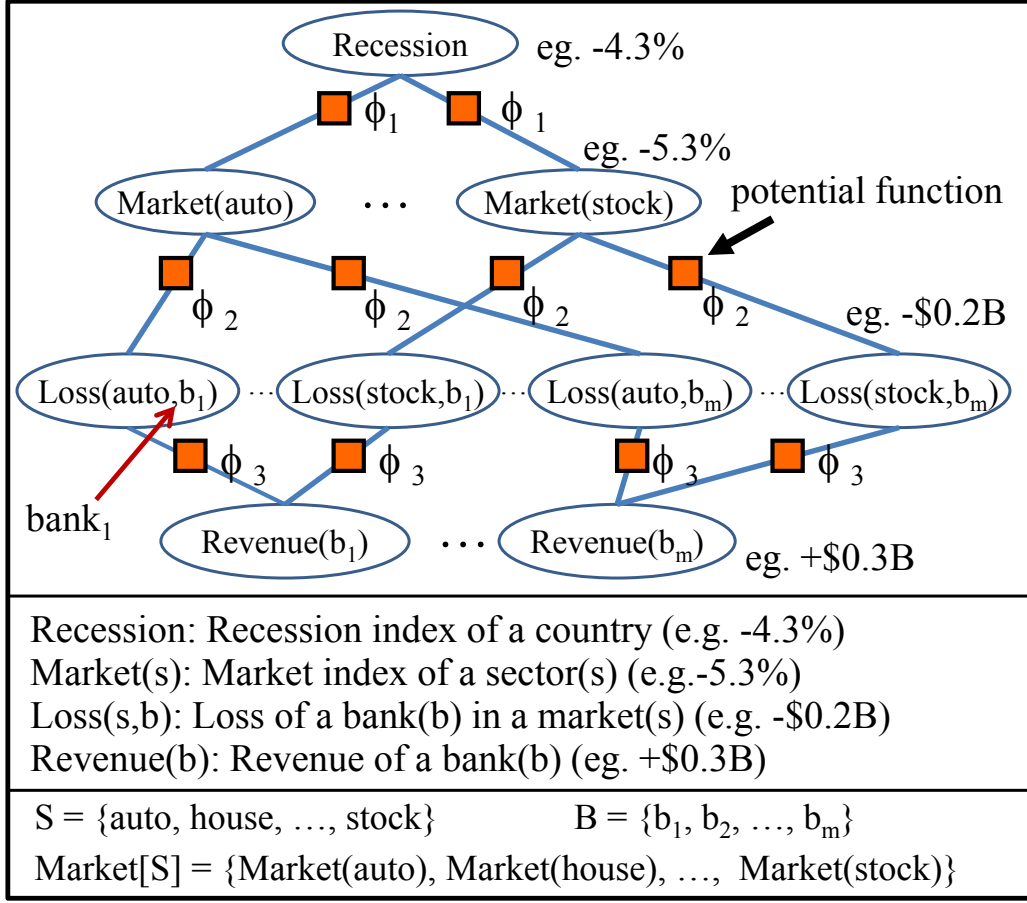 Recession eg. -4.3%
ϕ1 ϕ1
eg. -5.3%
Market(auto) … Market(stock)
potential function
ϕ2 ϕ2 ϕ2 ϕ2
eg. -$0.2B
Loss(auto,b1) … Loss(stock,b1) … Loss(auto,bm) … Loss(stock,bm)
ϕ3 ϕ3 ϕ3 ϕ3
bank1
Revenue(b1) … Revenue(bm)
eg. +$0.3B
Recession: Recession index of a country (e.g. -4.3%)
Market(s): Market index of a sector(s) (e.g.-5.3%)
Loss(s,b): Loss of a bank(b) in a market(s) (e.g. -$0.2B)
Revenue(b): Revenue of a bank(b) (eg. +$0.3B)
S = {auto, house, …, stock} B = {b1, b2, …, bm}
Market[S] = {Market(auto), Market(house), …, Market(stock)}